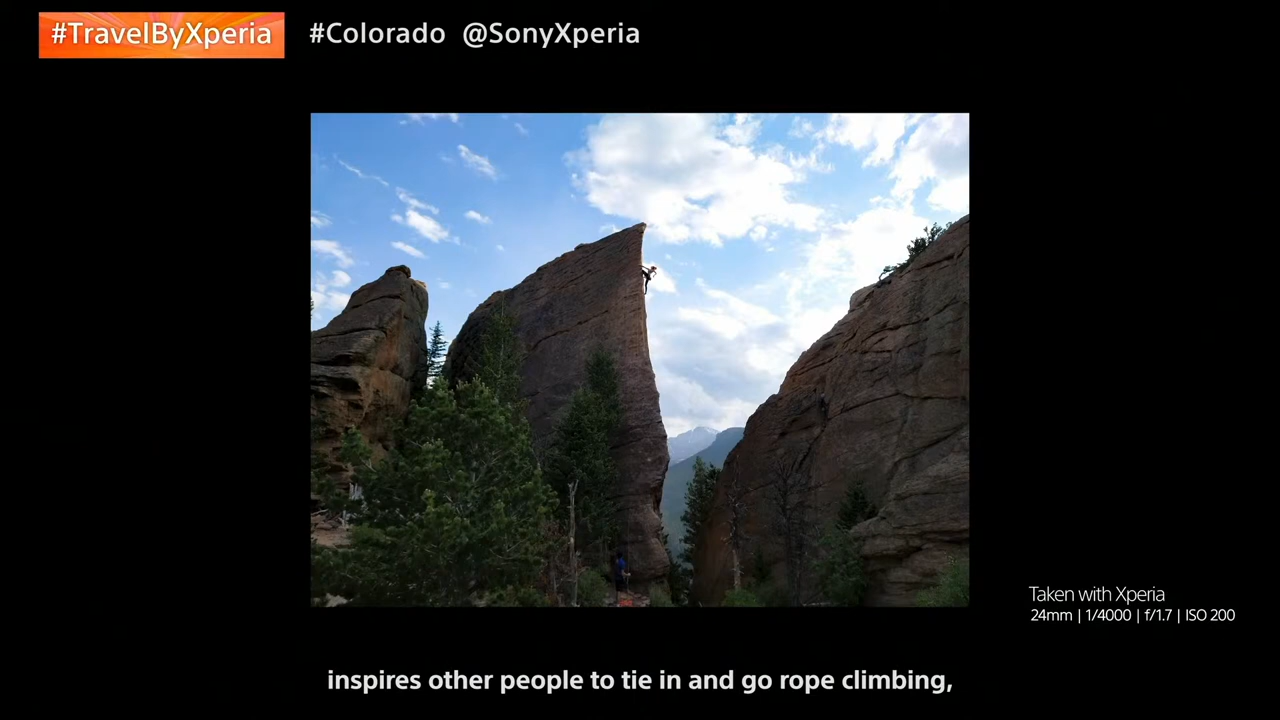 #TravelByXperia #Colorado @SonyXperia
Taken with Xperia
24mm | 1/4000 | f/1.7 | ISO 200
inspires other people to tie in and go rope climbing,